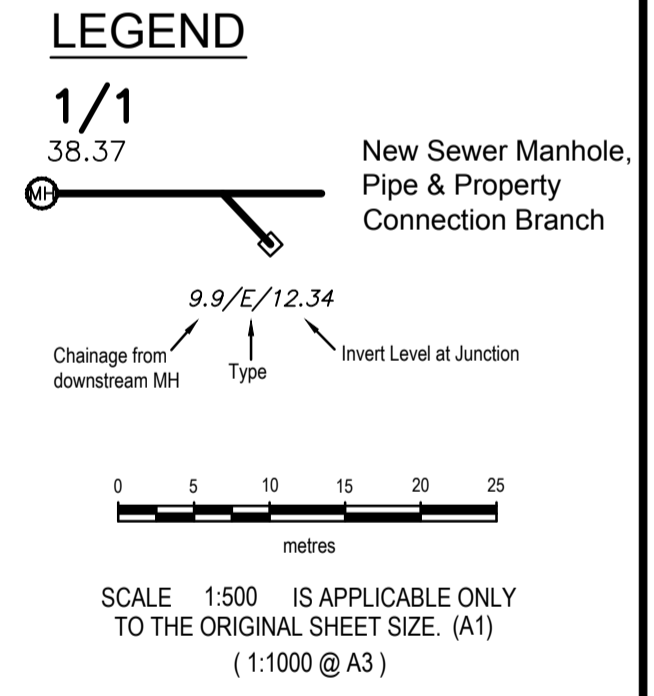 LEGEND
1/1
38.37
MH
New Sewer Manhole,
Pipe & Property
Connection Branch
9.9/E/12.34
Chainage from
downstream MH
Type
Invert Level at Junction
0 5 10 15 20 25
metres
SCALE 1:500 IS APPLICABLE ONLY
TO THE ORIGINAL SHEET SIZE. (A1)
( 1:1000 @ A3 )